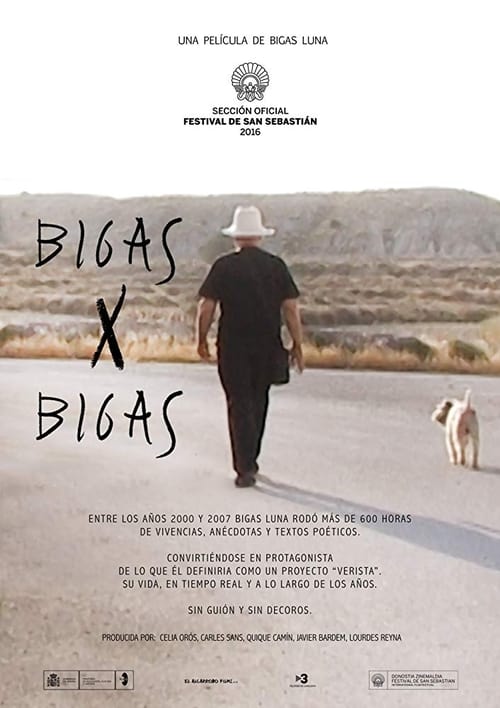 UNA PELÍCULA DE BIGAS LUNA
SECCIÓN OFICIAL
FESTIVAL DE SAN SEBASTIÁN
2016
BIGAS
X
BIGAS
ENTRE LOS AÑOS 2000 Y 2007 BIGAS LUNA RODÓ MÁS DE 600 HORAS
DE VIVENCIAS, ANÉCDOTAS Y TEXTOS POÉTICOS.
CONVIRTIÉNDOSE EN PROTAGONISTA
DE LO QUE ÉL DEFINIRIA COMO UN PROYECTO “VERISTA”.
SU VIDA, EN TIEMPO REAL Y A LO LARGO DE LOS AÑOS.
SIN GUIÓN Y SIN DECOROS.
PRODUCIDA POR: CELIA ORÓS, CARLES SANS, QUIQUE CAMÍN, JAVIER BARDEM, LOURDES REYNA
3
DONOSTIA ZINEMALDIA
FESTIVAL DE SAN SEBASTIAN